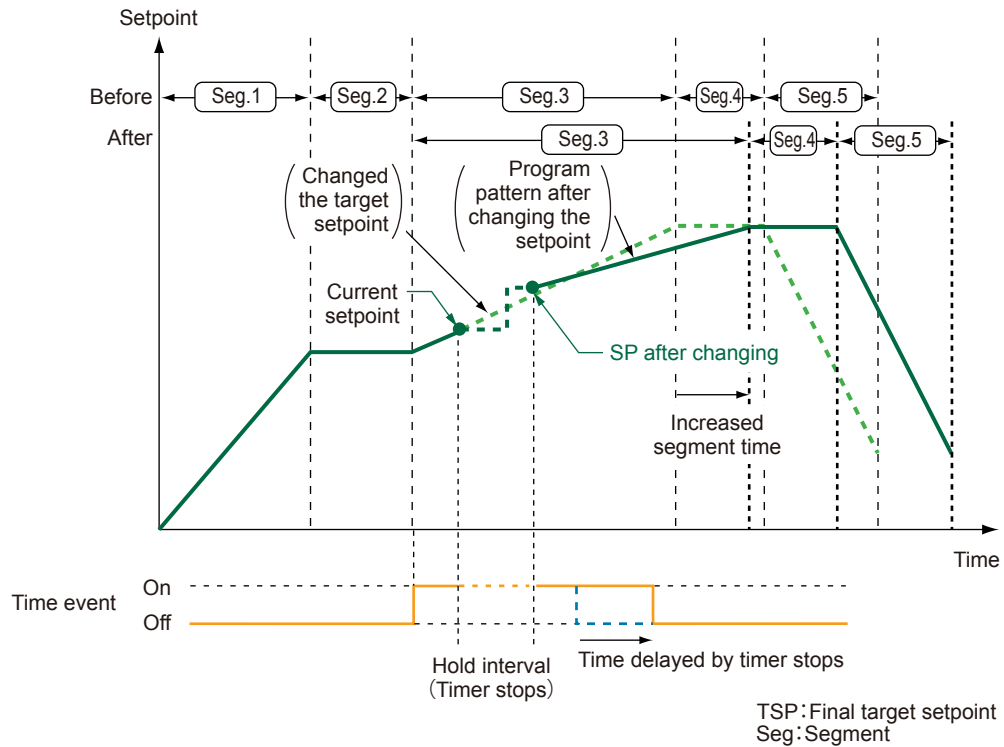 Setpoint
Before
Seg.1
Seg.2
Seg.3
Seg.4
Seg.5
After
Seg.3
Seg.4
Seg.5
(Changed
the target
setpoint)
(Program
pattern after
changing the
setpoint)
Current
setpoint
SP after changing
Increased
segment time
Time
Time event
On
Off
Hold interval
(Timer stops)
Time delayed by timer stops
TSP:Final target setpoint
Seg:Segment